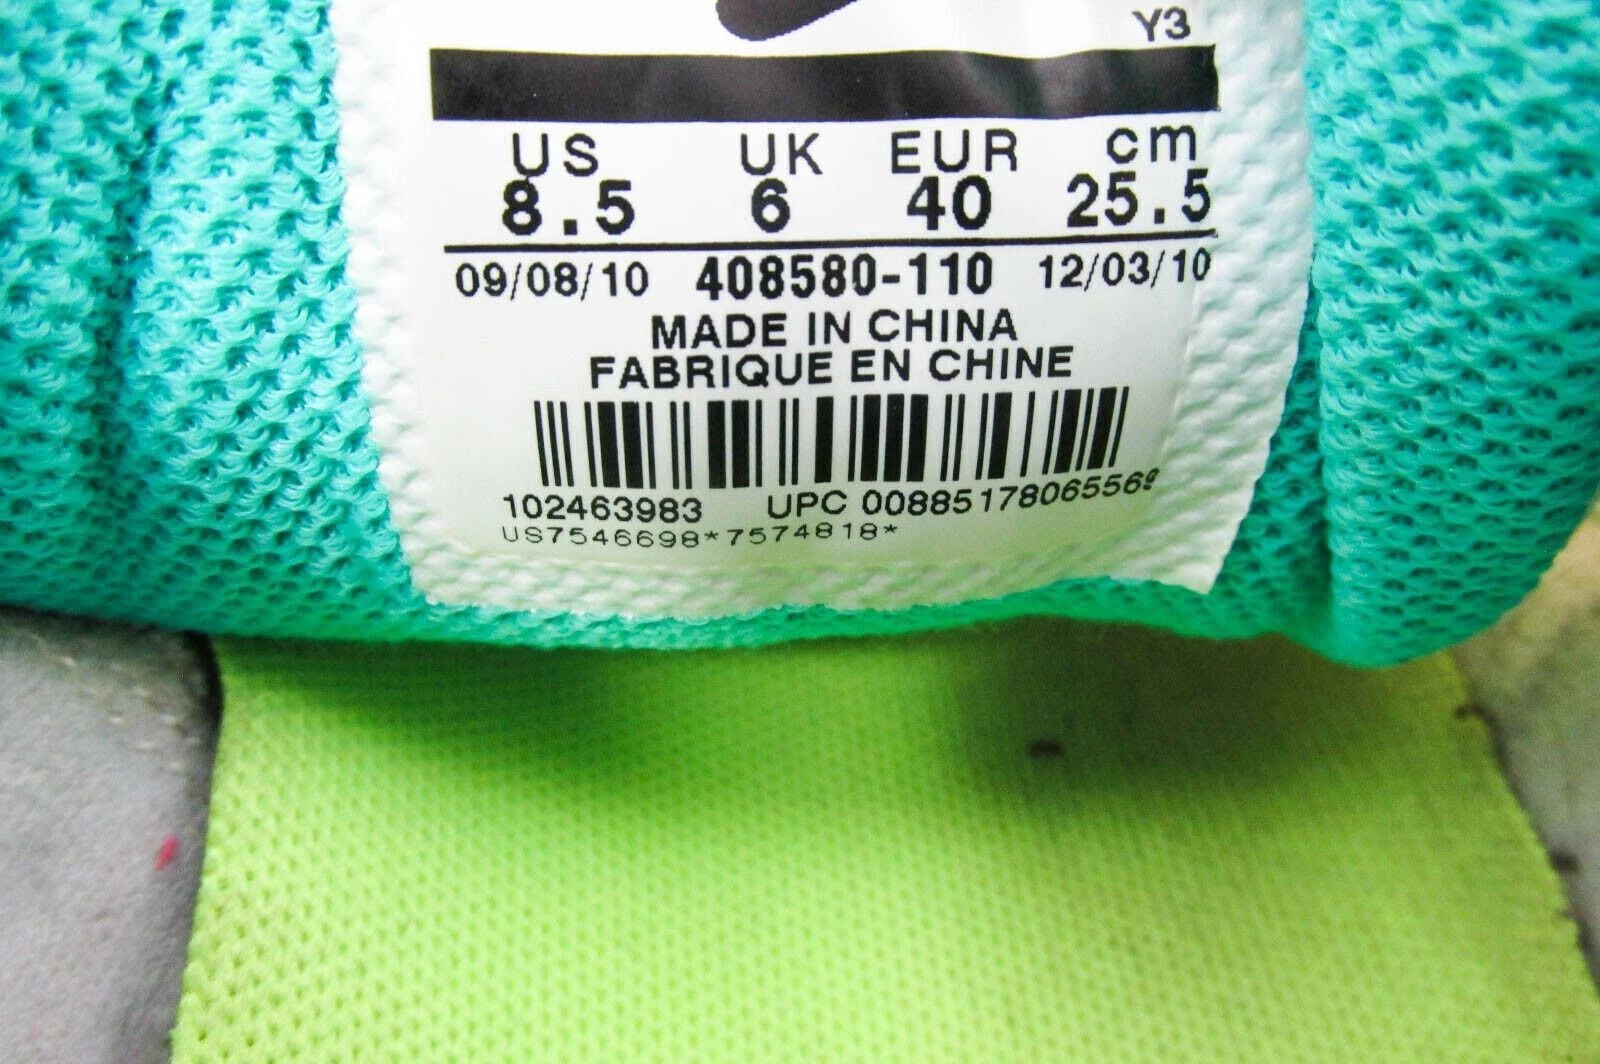 Y3
US UK EUR cm
8.5 6 40 25.5
09/08/10 408580-110 12/03/10
MADE IN CHINA
FABRIQUE EN CHINE
102463983 UPC 00885178065569
US7546698*7574818*